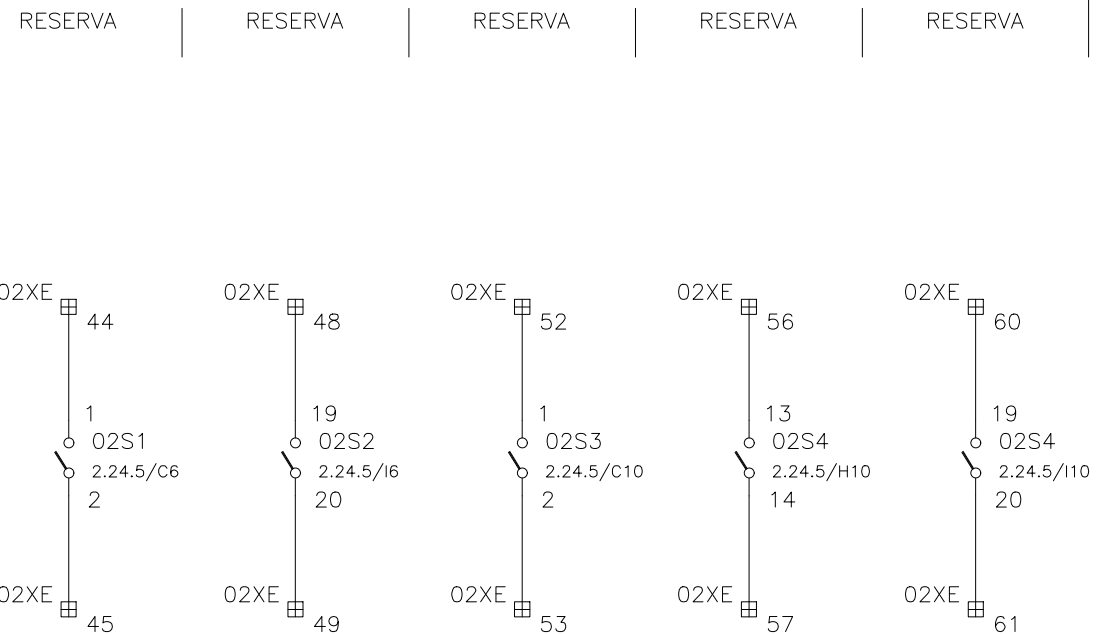 RESERVA RESERVA RESERVA RESERVA RESERVA
02XE 02XE 02XE 02XE 02XE
44 48 52 56 60
1 19 1 13 19
02S1 02S2 02S3 02S4 02S4
2.24.5/C6 2.24.5/I6 2.24.5/C10 2.24.5/H10 2.24.5/I10
2 20 2 14 20
02XE 02XE 02XE 02XE 02XE
45 49 53 57 61